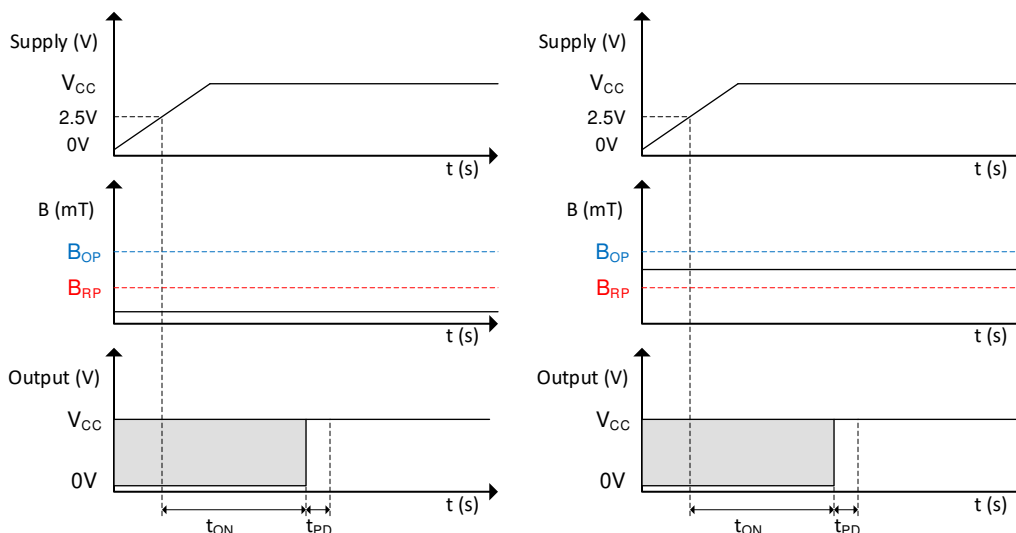 Supply (V)
VCC
2.5V
0V
t (s)
B (mT)
BOP
BRP
t (s)
Output (V)
VCC
0V
t (s)
tON
tPD
Supply (V)
VCC
2.5V
0V
t (s)
B (mT)
BOP
BRP
t (s)
Output (V)
VCC
0V
t (s)
tON
tPD